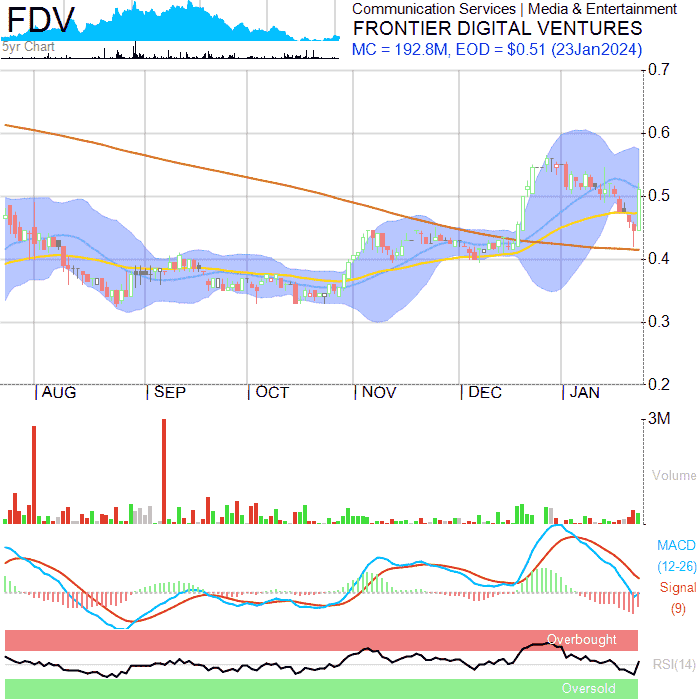 FDV
5yr Chart
Communication Services | Media & Entertainment
FRONTIER DIGITAL VENTURES
MC = 192.8M, EOD = $0.51 (23Jan2024)
0.7
0.6
0.5
0.4
0.3
0.2
AUG SEP OCT NOV DEC JAN
3M
Volume
MACD
(12-26)
Signal
(9)
Overbought
RSI(14)
Oversold